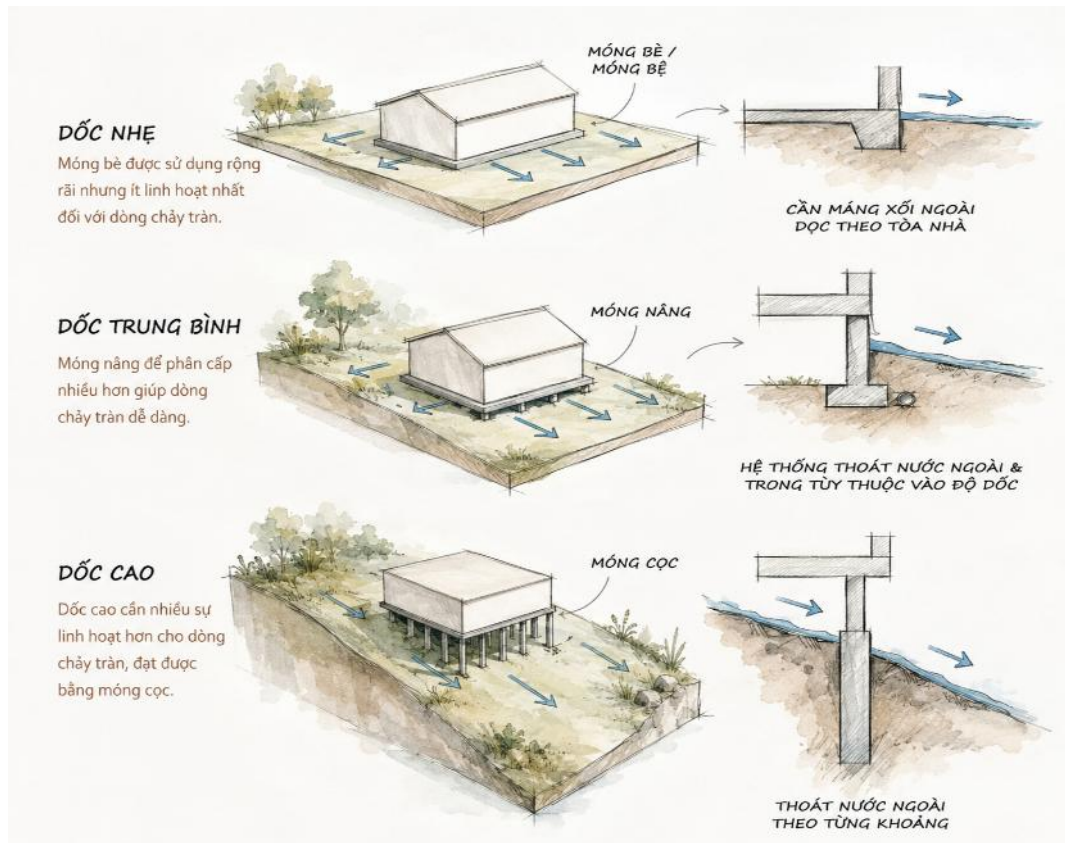 DỐC NHẸ
Móng bè được sử dụng rộng
rãi nhưng ít linh hoạt nhất
đối với dòng chảy tràn.
MÓNG BÈ /
MÓNG BỆ
CẦN MÁNG XỐI NGOÀI
DỌC THEO TÒA NHÀ
DỐC TRUNG BÌNH
Móng nâng để phân cấp
nhiều hơn giúp dòng
chảy tràn dễ dàng.
MÓNG NÂNG
HỆ THỐNG THOÁT NƯỚC NGOÀI &
TRONG TÙY THUỘC VÀO ĐỘ DỐC
DỐC CAO
Dốc cao cần nhiều sự
linh hoạt hơn cho dòng
chảy tràn, đạt được
bằng móng cọc.
MÓNG CỌC
THOÁT NƯỚC NGOÀI
THEO TỪNG KHOẢNG